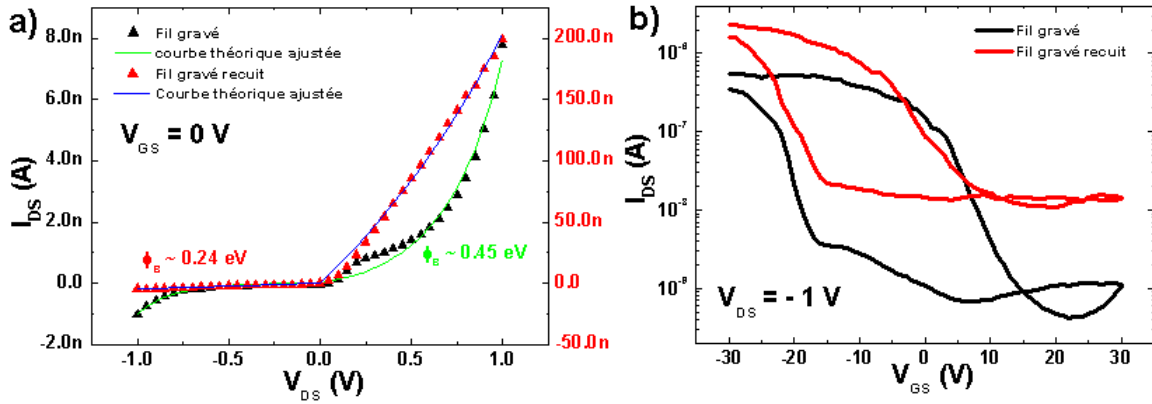 a)
Fil gravé
courbe théorique ajustée
Fil gravé recuit
Courbe théorique ajustée
V_GS = 0 V
ϕ_B ~ 0.24 eV
ϕ_B ~ 0.45 eV
8.0n
6.0n
4.0n
2.0n
0.0
-2.0n
I_DS (A)
200.0n
150.0n
100.0n
50.0n
0.0
-50.0n
-1.0 -0.5 0.0 0.5 1.0
V_DS (V)
b)
Fil gravé
Fil gravé recuit
10^-8
10^-7
10^-2
10^-9
I_DS (A)
V_DS = - 1 V
-30 -20 -10 0 10 20 30
V_GS (V)